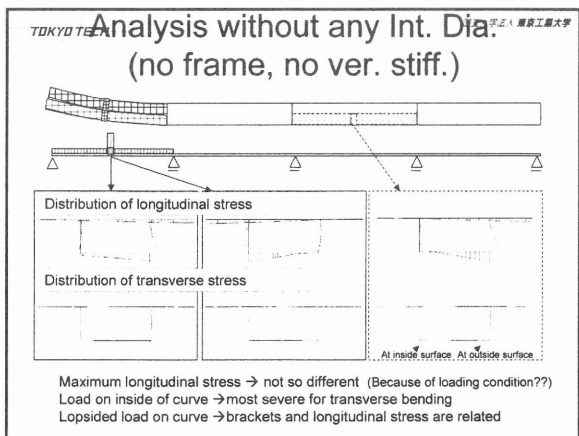 TOKYO TECH
東京工業大学
Analysis without any Int. Dia.
(no frame, no ver. stiff.)
Distribution of longitudinal stress
Distribution of transverse stress
At inside surface At outside surface
Maximum longitudinal stress → not so different (Because of loading condition??)
Load on inside of curve →most severe for transverse bending
Lopsided load on curve →brackets and longitudinal stress are related